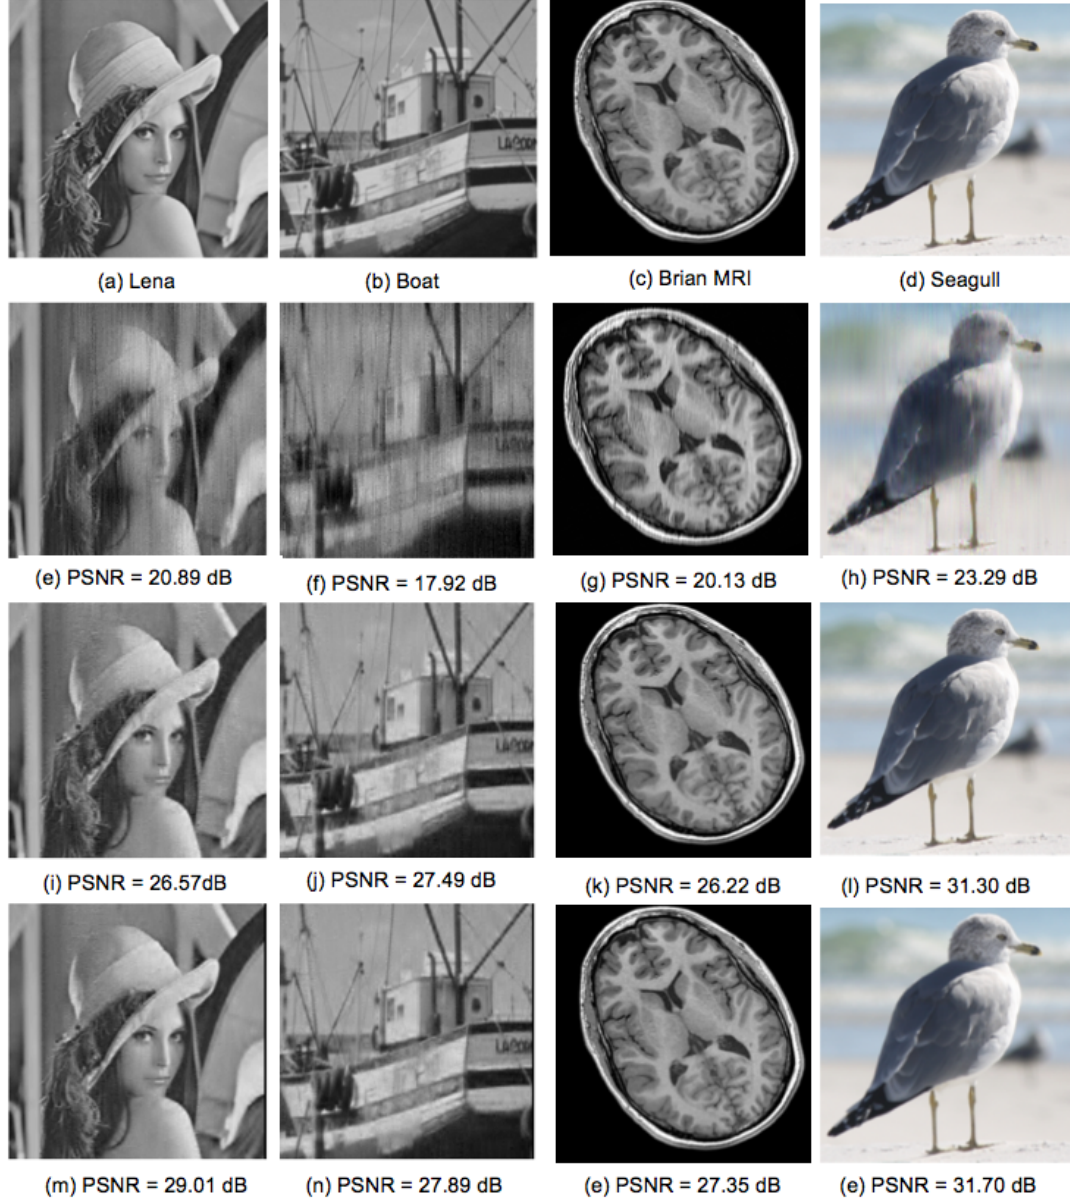 LAGORN
(a) Lena
(b) Boat
(c) Brian MRI
(d) Seagull
(e) PSNR = 20.89 dB
(f) PSNR = 17.92 dB
(g) PSNR = 20.13 dB
(h) PSNR = 23.29 dB
(i) PSNR = 26.57dB
(j) PSNR = 27.49 dB
(k) PSNR = 26.22 dB
(l) PSNR = 31.30 dB
(m) PSNR = 29.01 dB
(n) PSNR = 27.89 dB
(e) PSNR = 27.35 dB
(e) PSNR = 31.70 dB